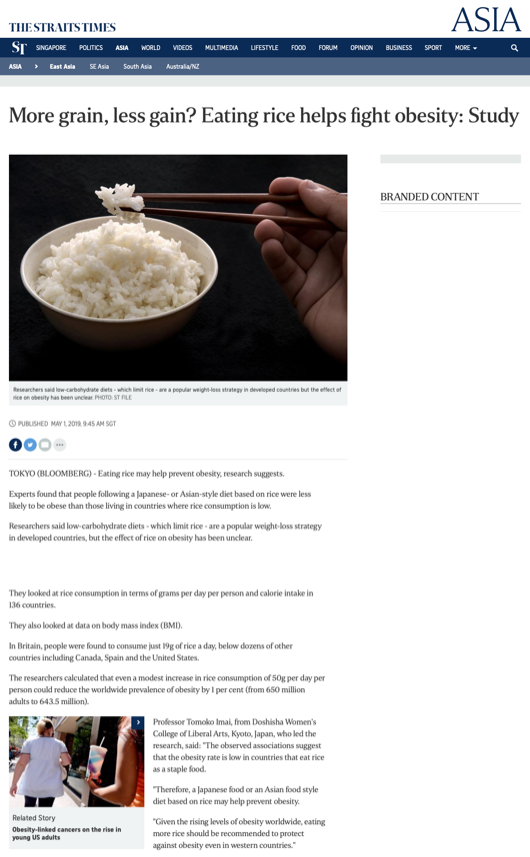 THE STRAITS TIMES
ASIA
ST SINGAPORE POLITICS ASIA WORLD VIDEOS MULTIMEDIA LIFESTYLE FOOD FORUM OPINION BUSINESS SPORT MORE
ASIA › East Asia SE Asia South Asia Australia/NZ
More grain, less gain? Eating rice helps fight obesity: Study
BRANDED CONTENT
Researchers said low-carbohydrate diets - which limit rice - are a popular weight-loss strategy in developed countries but the effect of
rice on obesity has been unclear. PHOTO: ST FILE
PUBLISHED MAY 1, 2019, 9:45 AM SGT
TOKYO (BLOOMBERG) - Eating rice may help prevent obesity, research suggests.
Experts found that people following a Japanese- or Asian-style diet based on rice were less
likely to be obese than those living in countries where rice consumption is low.
Researchers said low-carbohydrate diets - which limit rice - are a popular weight-loss strategy
in developed countries, but the effect of rice on obesity has been unclear.
They looked at rice consumption in terms of grams per day per person and calorie intake in
136 countries.
They also looked at data on body mass index (BMI).
In Britain, people were found to consume just 19g of rice a day, below dozens of other
countries including Canada, Spain and the United States.
The researchers calculated that even a modest increase in rice consumption of 50g per day per
person could reduce the worldwide prevalence of obesity by 1 per cent (from 650 million
adults to 643.5 million).
Related Story
Obesity-linked cancers on the rise in
young US adults
Professor Tomoko Imai, from Doshisha Women's
College of Liberal Arts, Kyoto, Japan, who led the
research, said: "The observed associations suggest
that the obesity rate is low in countries that eat rice
as a staple food.
"Therefore, a Japanese food or an Asian food style
diet based on rice may help prevent obesity.
"Given the rising levels of obesity worldwide, eating
more rice should be recommended to protect
against obesity even in western countries."